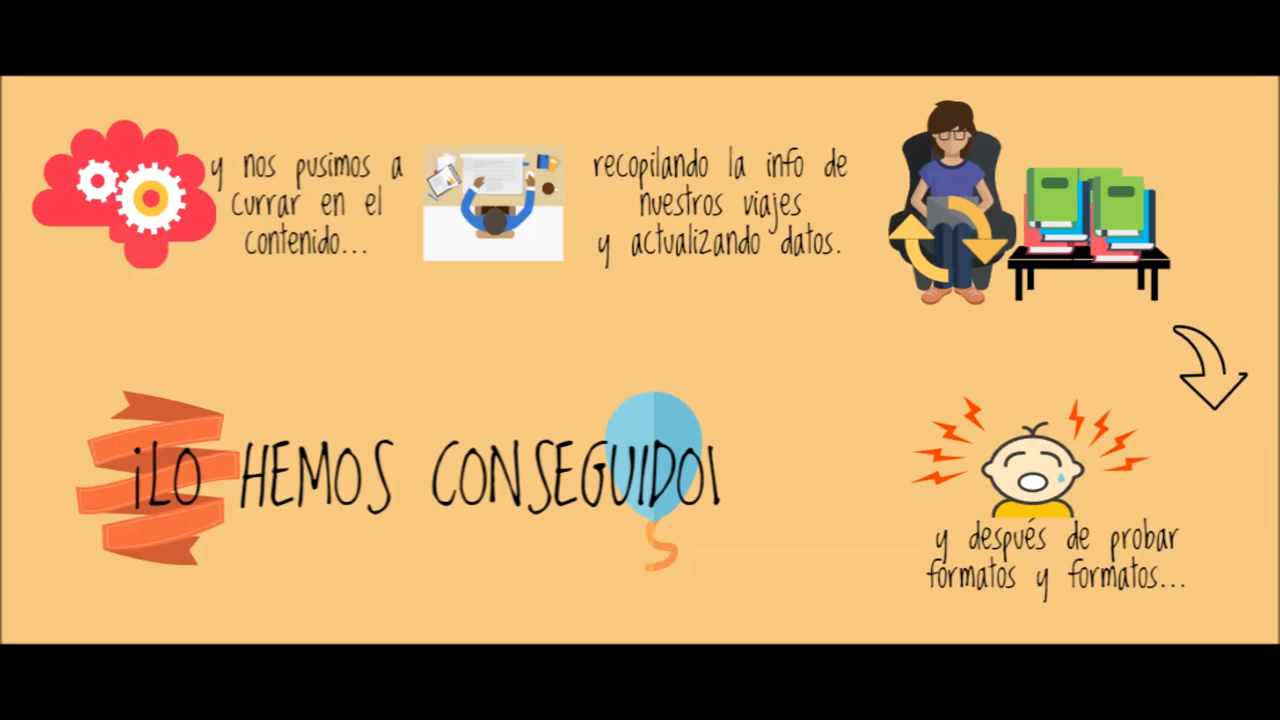 y nos pusimos a
currar en el
contenido...
recopilando la info de
nuestros viajes
y actualizando datos.
y después de probar
formatos y formatos...
¡LO HEMOS CONSEGUIDO!